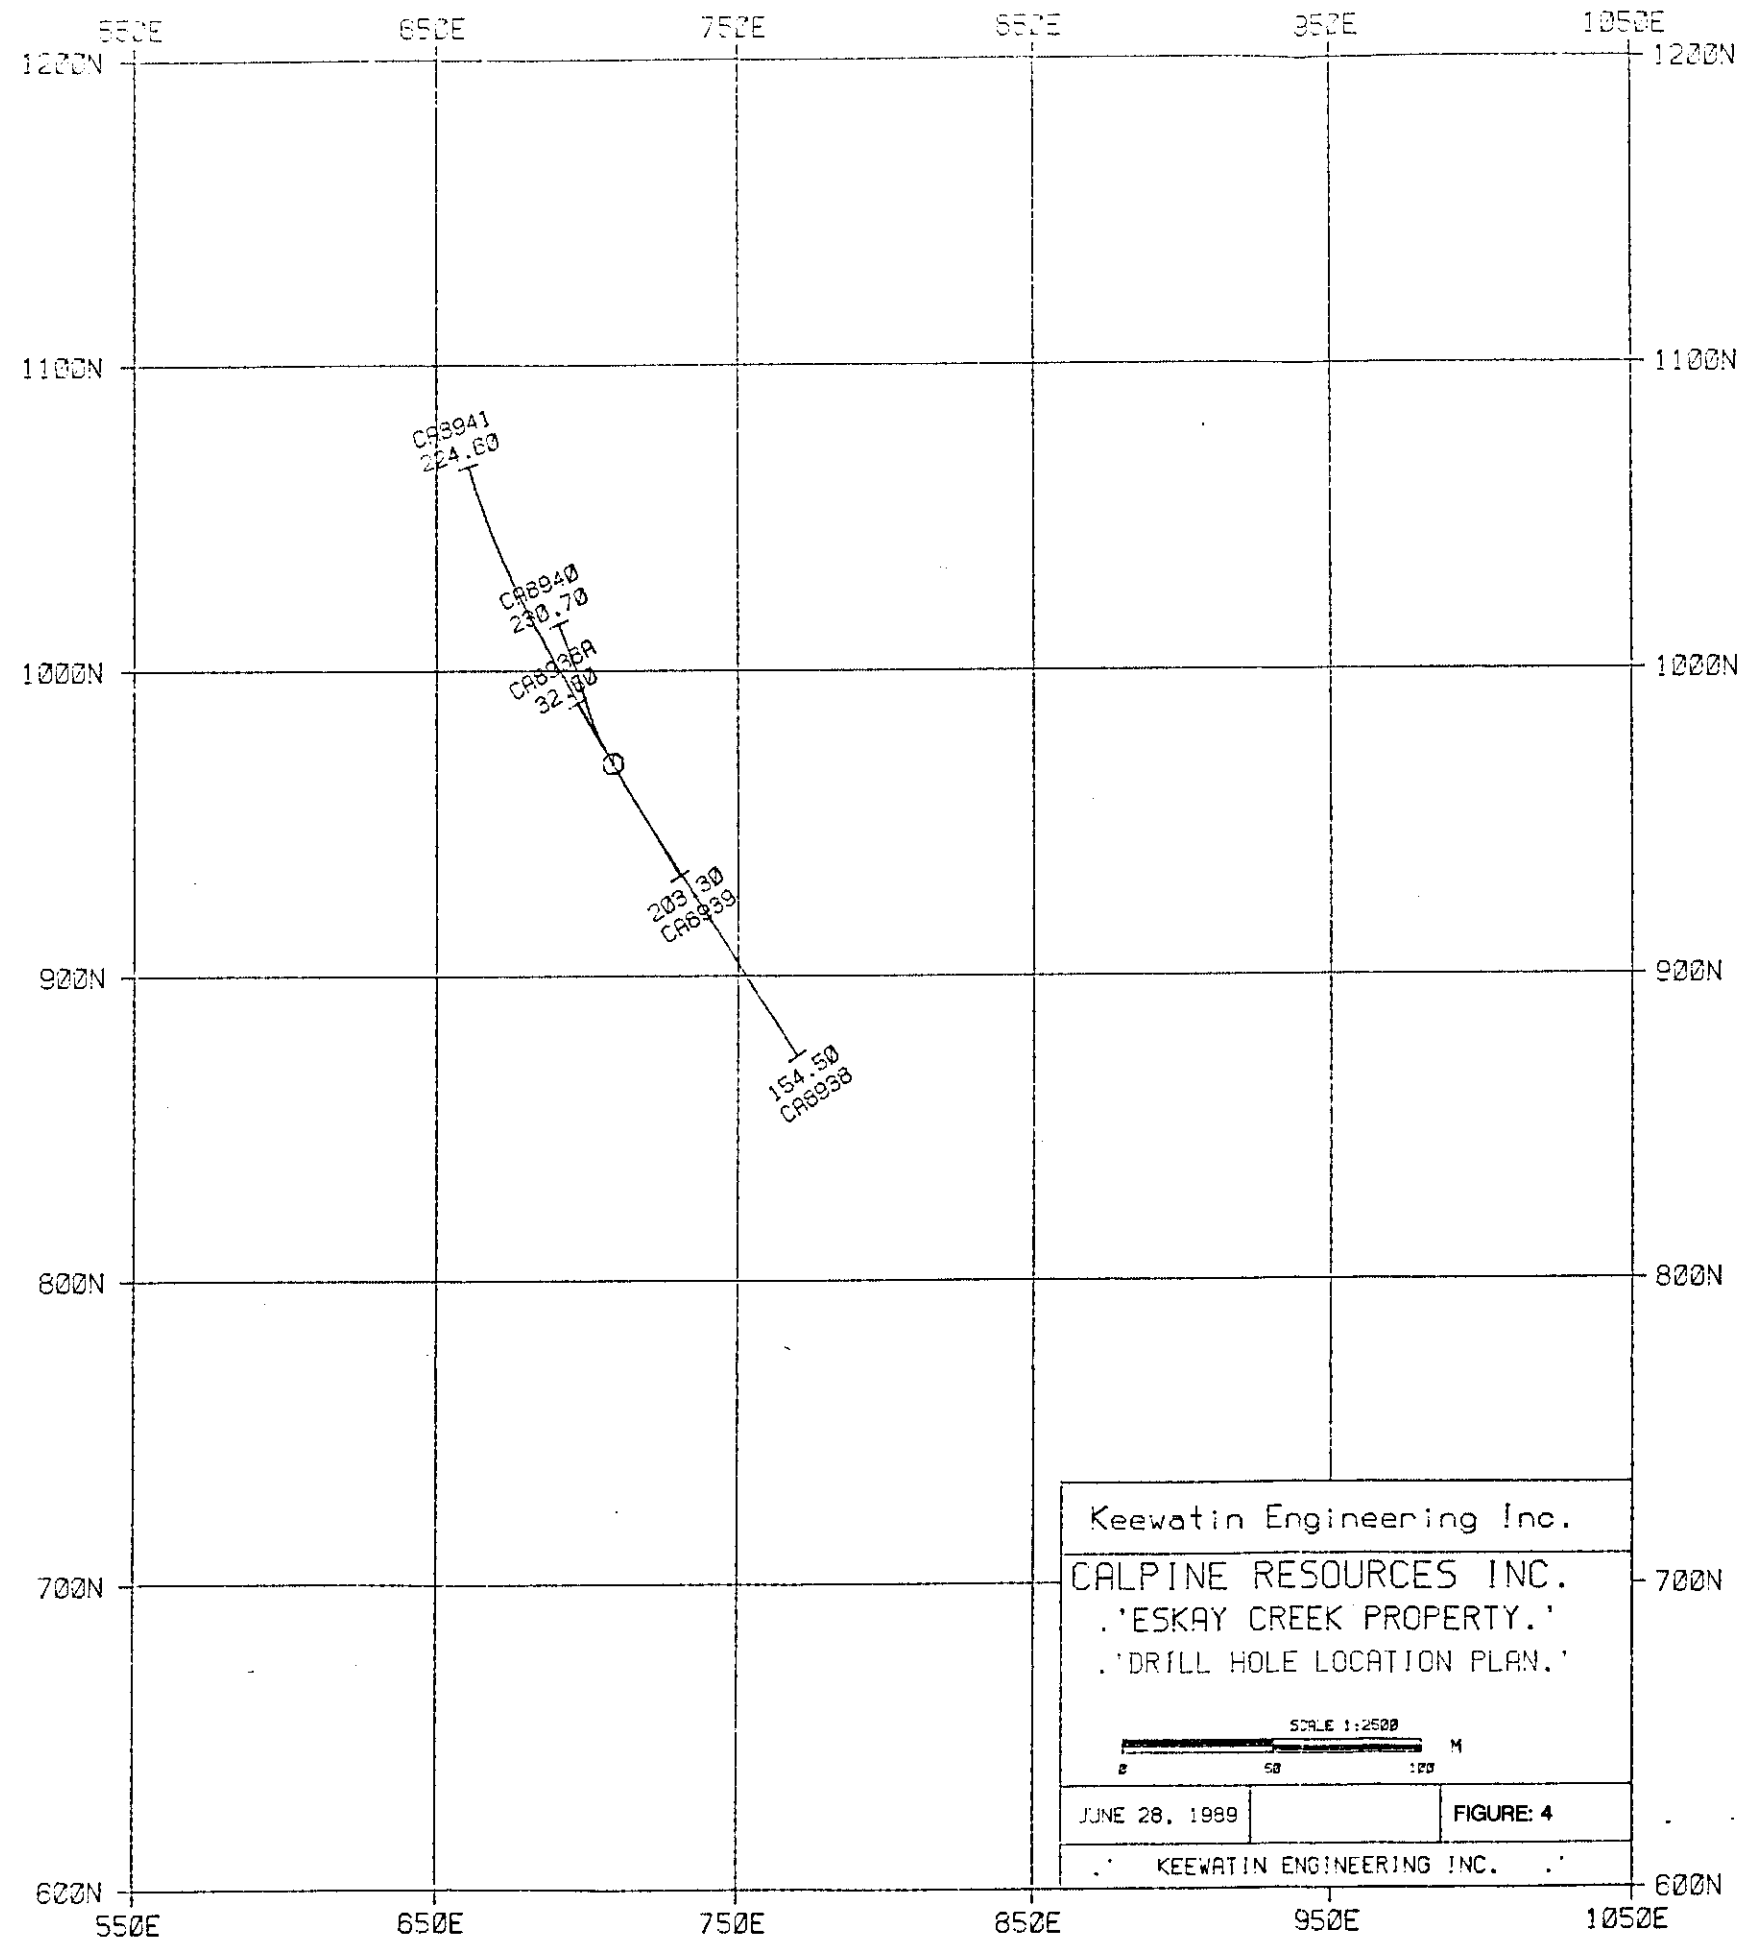 550E 650E 750E 850E 950E 1050E
1200N 1200N
1100N 1100N
CA8941
224.60
CA8940
230.70
CA8938A
1000N 1000N
203.30
CA8939
900N 900N
154.50
CA8938
800N 800N
Keewatin Engineering Inc.
CALPINE RESOURCES INC.
700N 700N
.'ESKAY CREEK PROPERTY.'
.'DRILL HOLE LOCATION PLAN.'
SCALE 1:2500
M
0 50 100
JUNE 28, 1989 FIGURE: 4
.' KEEWATIN ENGINEERING INC. .'
600N 600N
550E 650E 750E 850E 950E 1050E